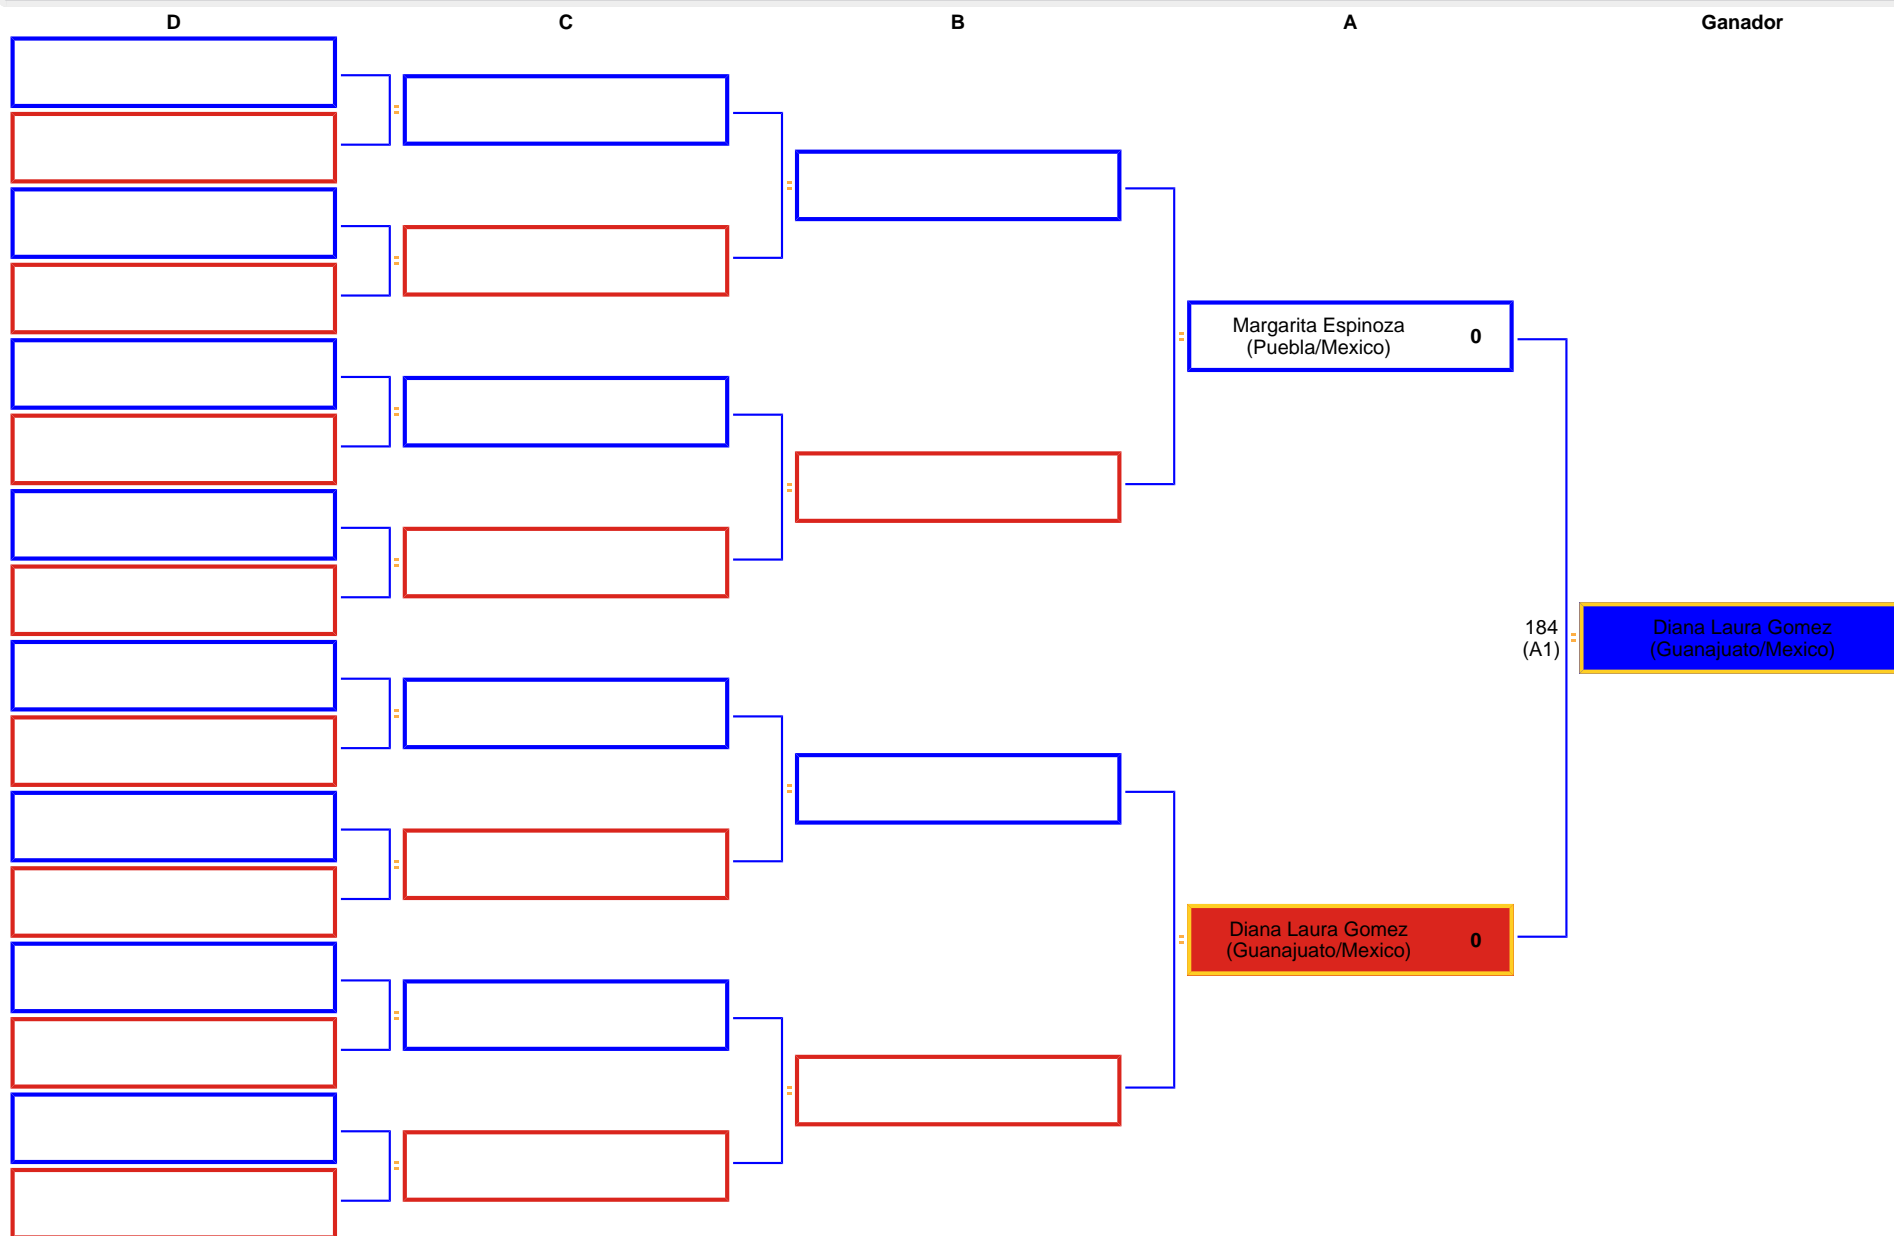 D C B A Ganador
Margarita Espinoza
(Puebla/Mexico) 0
184
(A1)
Diana Laura Gomez
(Guanajuato/Mexico)
Diana Laura Gomez
(Guanajuato/Mexico) 0